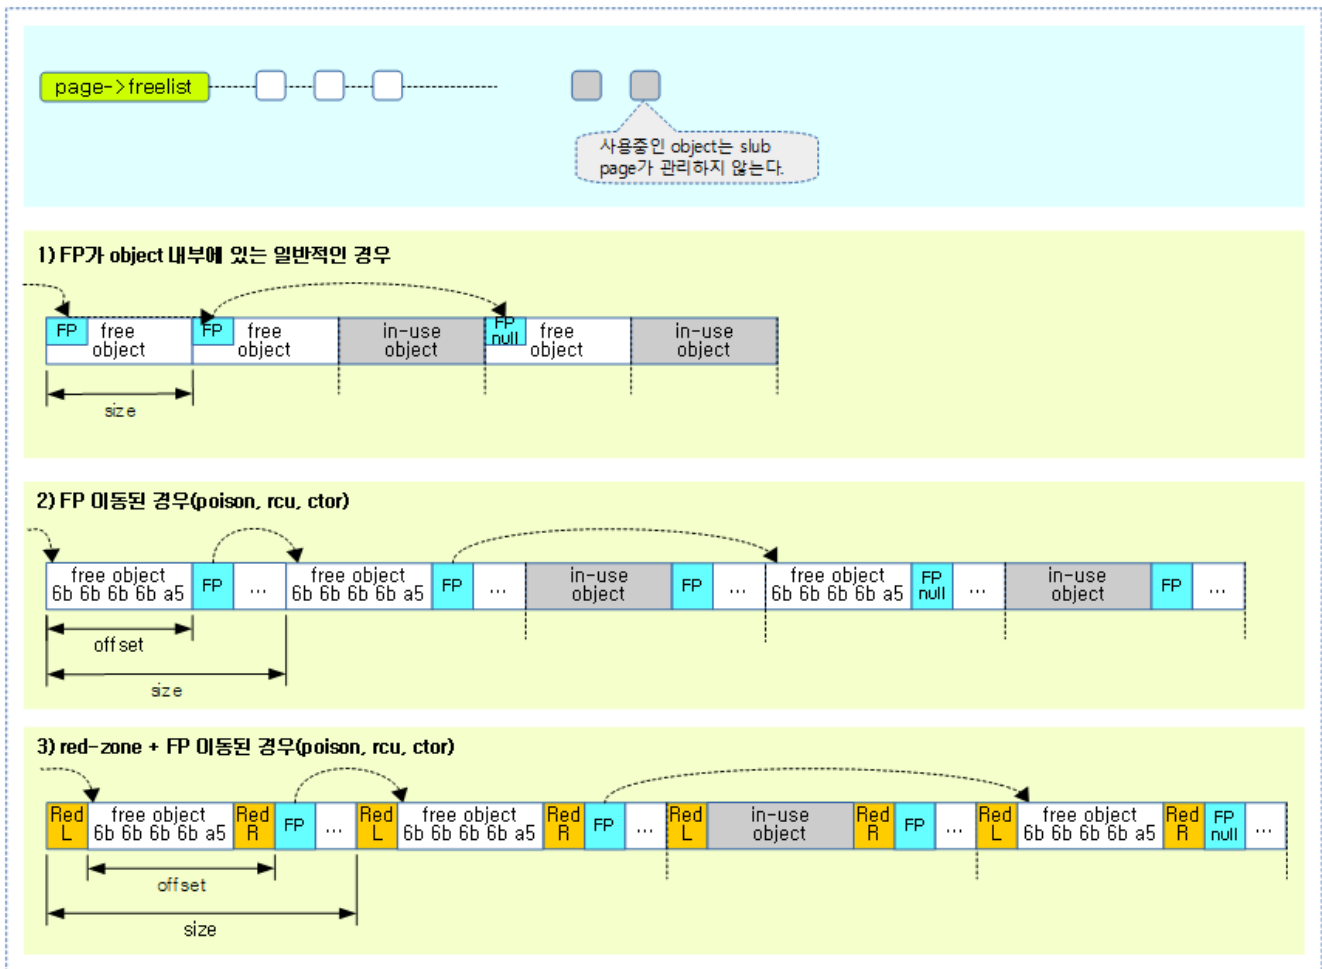 page->freelist
사용중인 object는 slub
page가 관리하지 않는다.
1) FP가 object 내부에 있는 일반적인 경우
FP
free
object
FP
free
object
in-use
object
FP
null
free
object
in-use
object
size
2) FP 이동된 경우(poison, rcu, ctor)
free object
6b 6b 6b 6b a5
FP
...
free object
6b 6b 6b 6b a5
FP
...
in-use
object
FP
...
free object
6b 6b 6b 6b a5
FP
null
...
in-use
object
FP
...
offset
size
3) red-zone + FP 이동된 경우(poison, rcu, ctor)
Red
L
free object
6b 6b 6b 6b a5
Red
R
FP
...
Red
L
free object
6b 6b 6b 6b a5
Red
R
FP
...
Red
L
in-use
object
Red
R
FP
...
Red
L
free object
6b 6b 6b 6b a5
Red
R
FP
null
...
offset
size